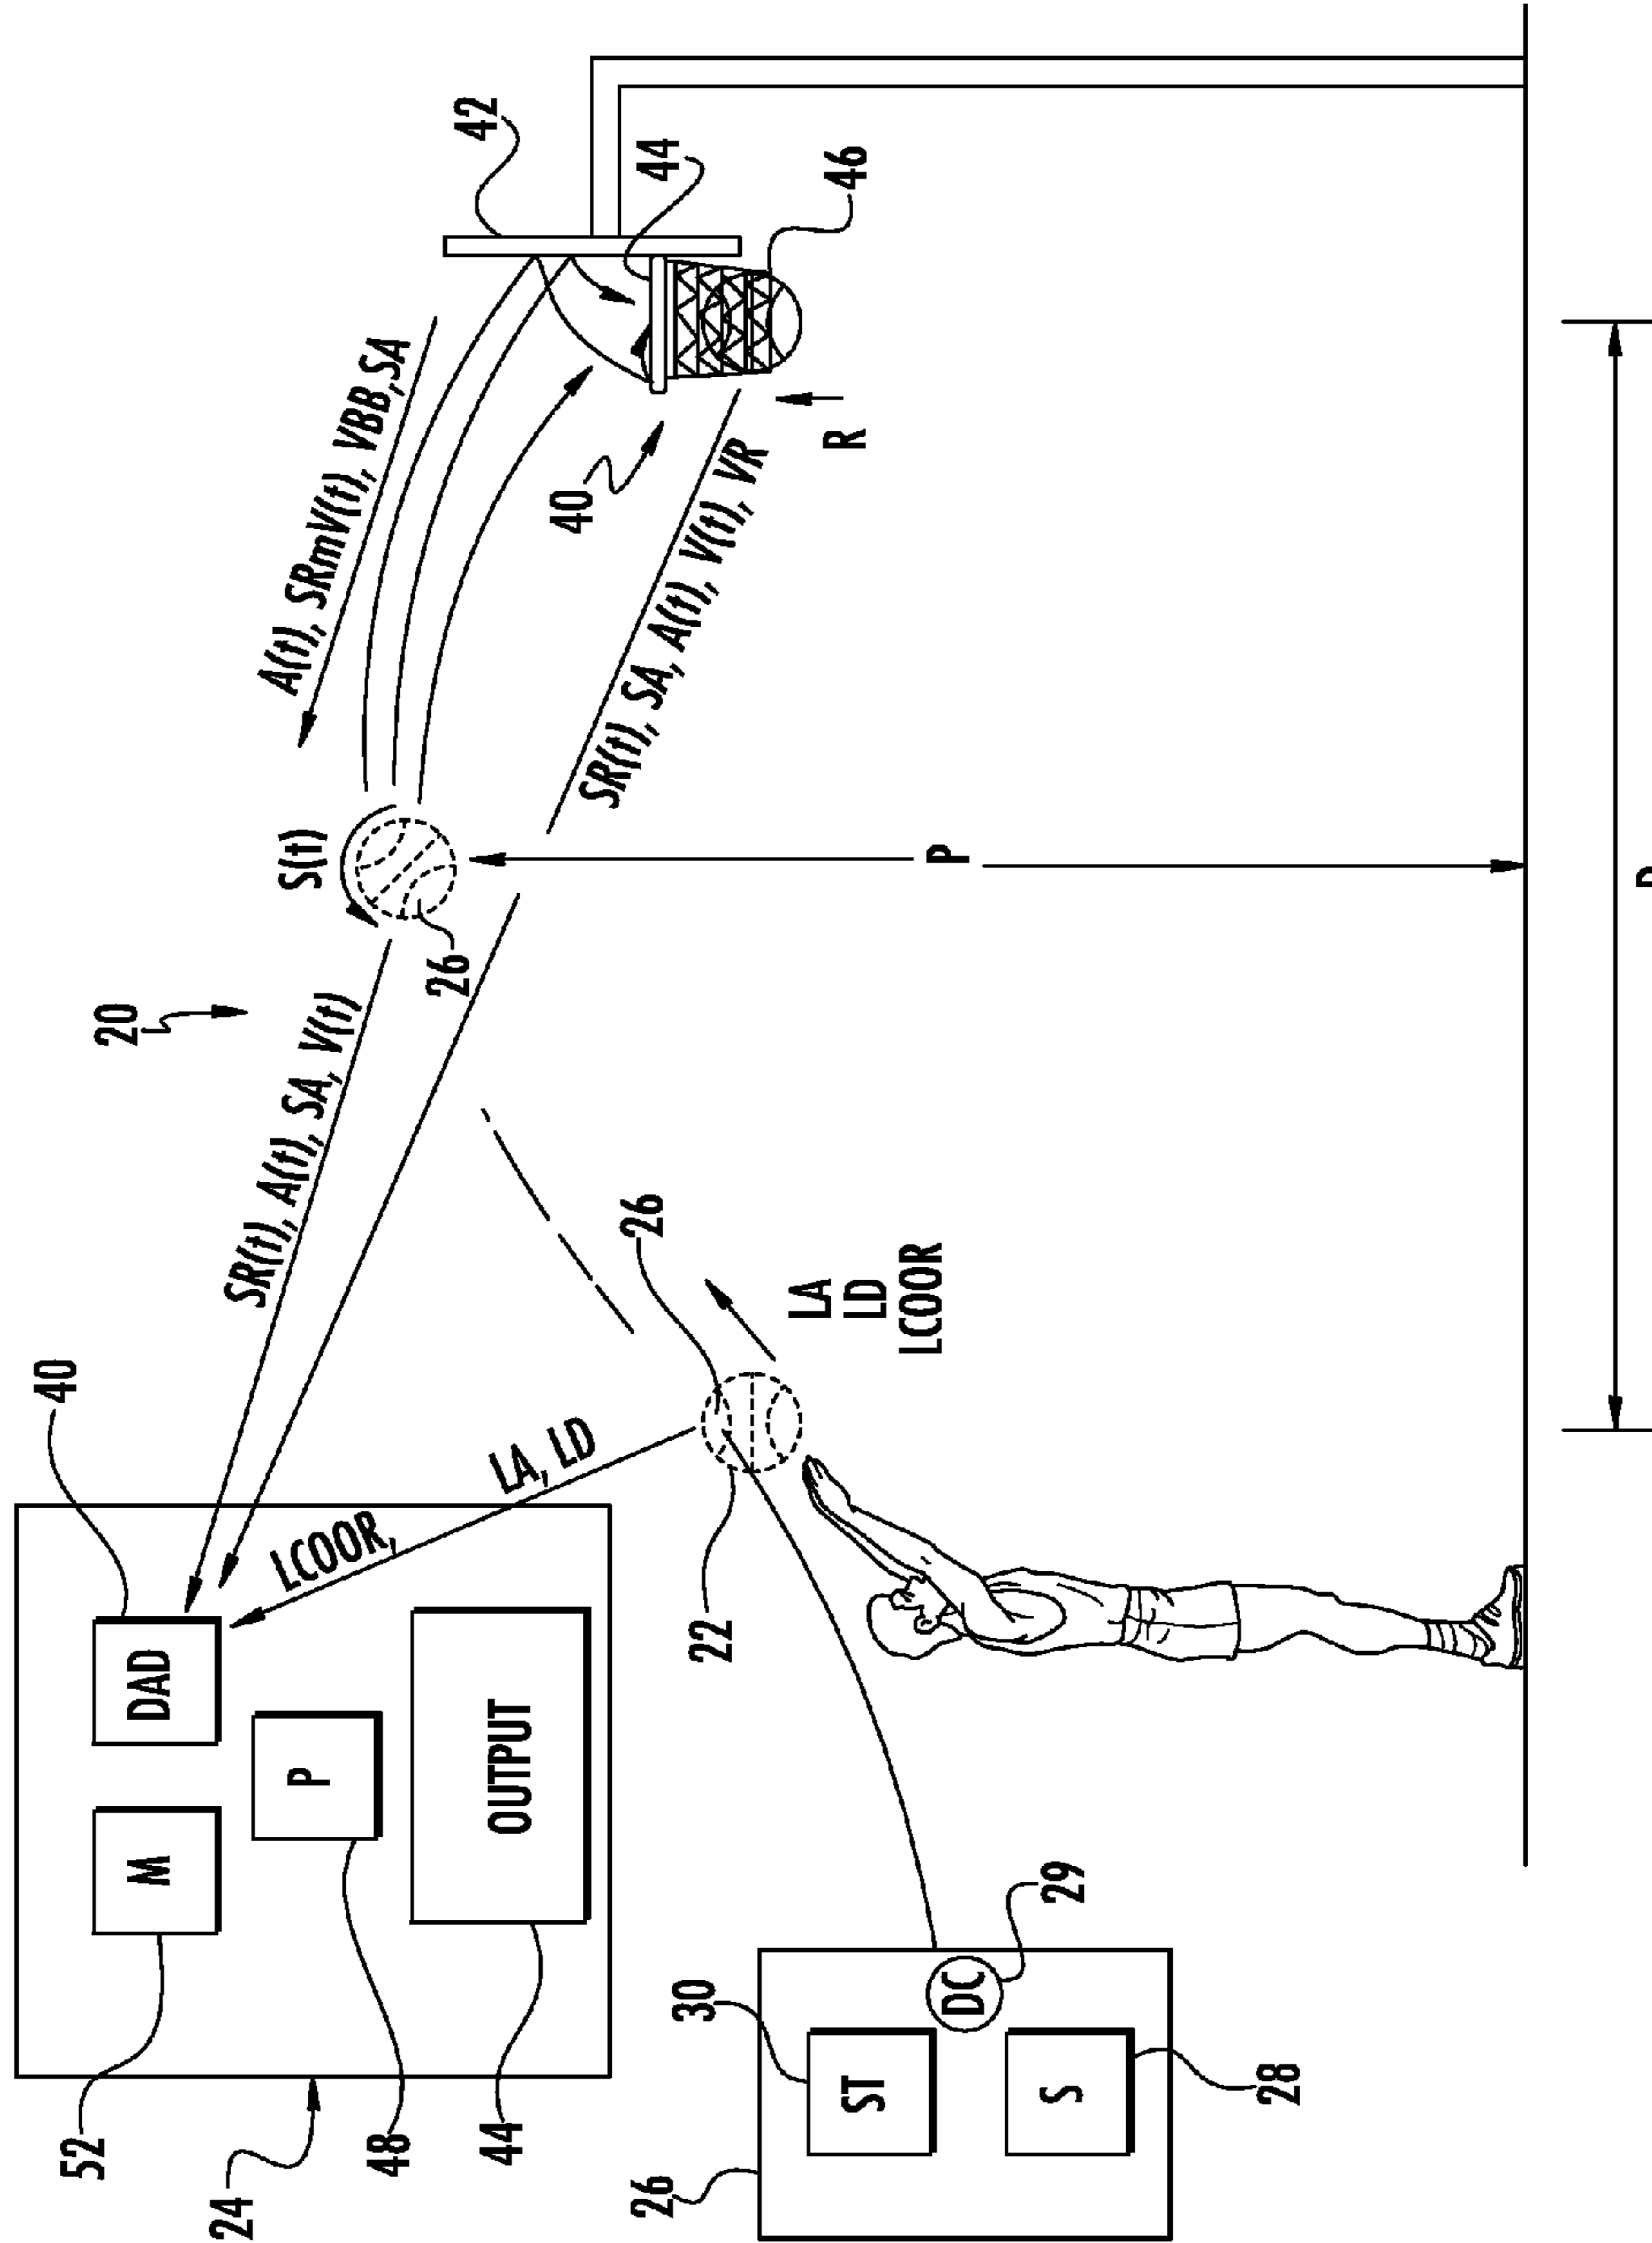 52
24
48
44
M
DAD
P
OUTPUT
40
LCOOR,
LA, LD
SR(t), A(t), SA, V(t)
20
S(t)
26
A(t), SRmV(t), VBB,SA
42
44
46
40
R
SR(t), SA, A(t), V(t), VR
P
26
22
LA
LD
LCOOR
26
30
ST
DC
29
S
28